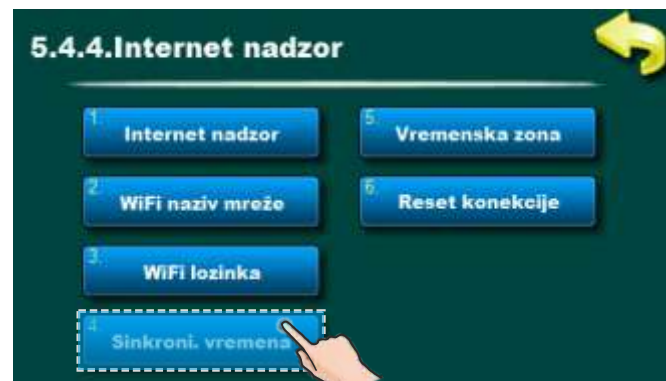 5.4.4.Internet nadzor
1.
Internet nadzor
2.
WiFi naziv mreže
3.
WiFi lozinka
4.
Sinkroni. vremena
5.
Vremenska zona
6.
Reset konekcije